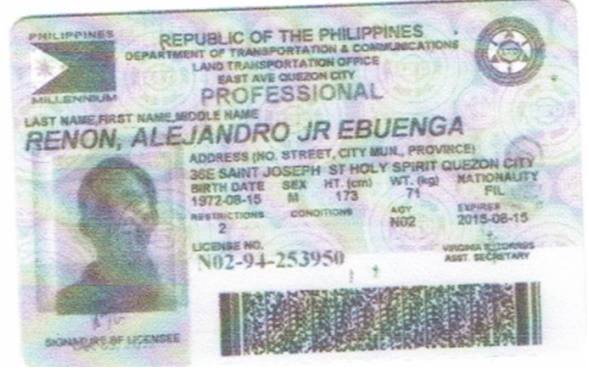 PHILIPPINES
REPUBLIC OF THE PHILIPPINES
DEPARTMENT OF TRANSPORTATION & COMMUNICATIONS
LAND TRANSPORTATION OFFICE
EAST AVE QUEZON CITY
MILLENNIUM
PROFESSIONAL
LAST NAME,FIRST NAME,MIDDLE NAME
RENON, ALEJANDRO JR EBUENGA
ADDRESS (NO. STREET, CITY MUN., PROVINCE)
36E SAINT JOSEPH ST HOLY SPIRIT QUEZON CITY
BIRTH DATE SEX HT. (cm) WT. (kg) NATIONALITY
1972-08-15 M 173 71 FIL
RESTRICTIONS CONDITIONS AGY EXPIRES
2 N02 2015-08-15
LICENSE NO.
N02-94-253950
VIRGINIA
ASST. SECRETARY
SIGNATURE OF LICENSEE